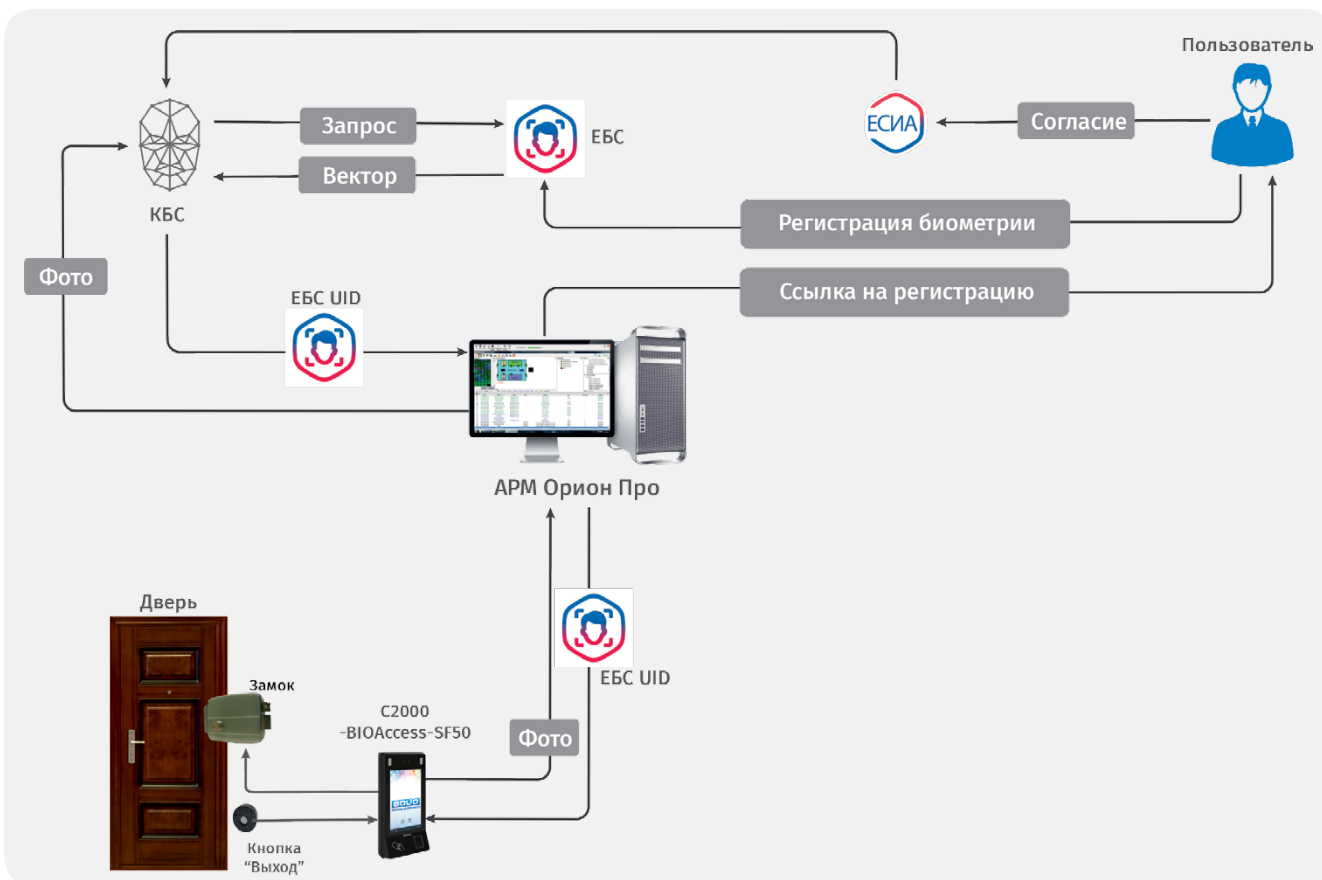 Пользователь
Запрос
ЕБС
ЕСИА
Согласие
Вектор
КБС
Регистрация биометрии
Фото
ЕБС UID
Ссылка на регистрацию
АРМ Орион Про
Дверь
Замок
ЕБС UID
С2000
-BIOAccess-SF50
Фото
BOLID
Кнопка
“Выход”